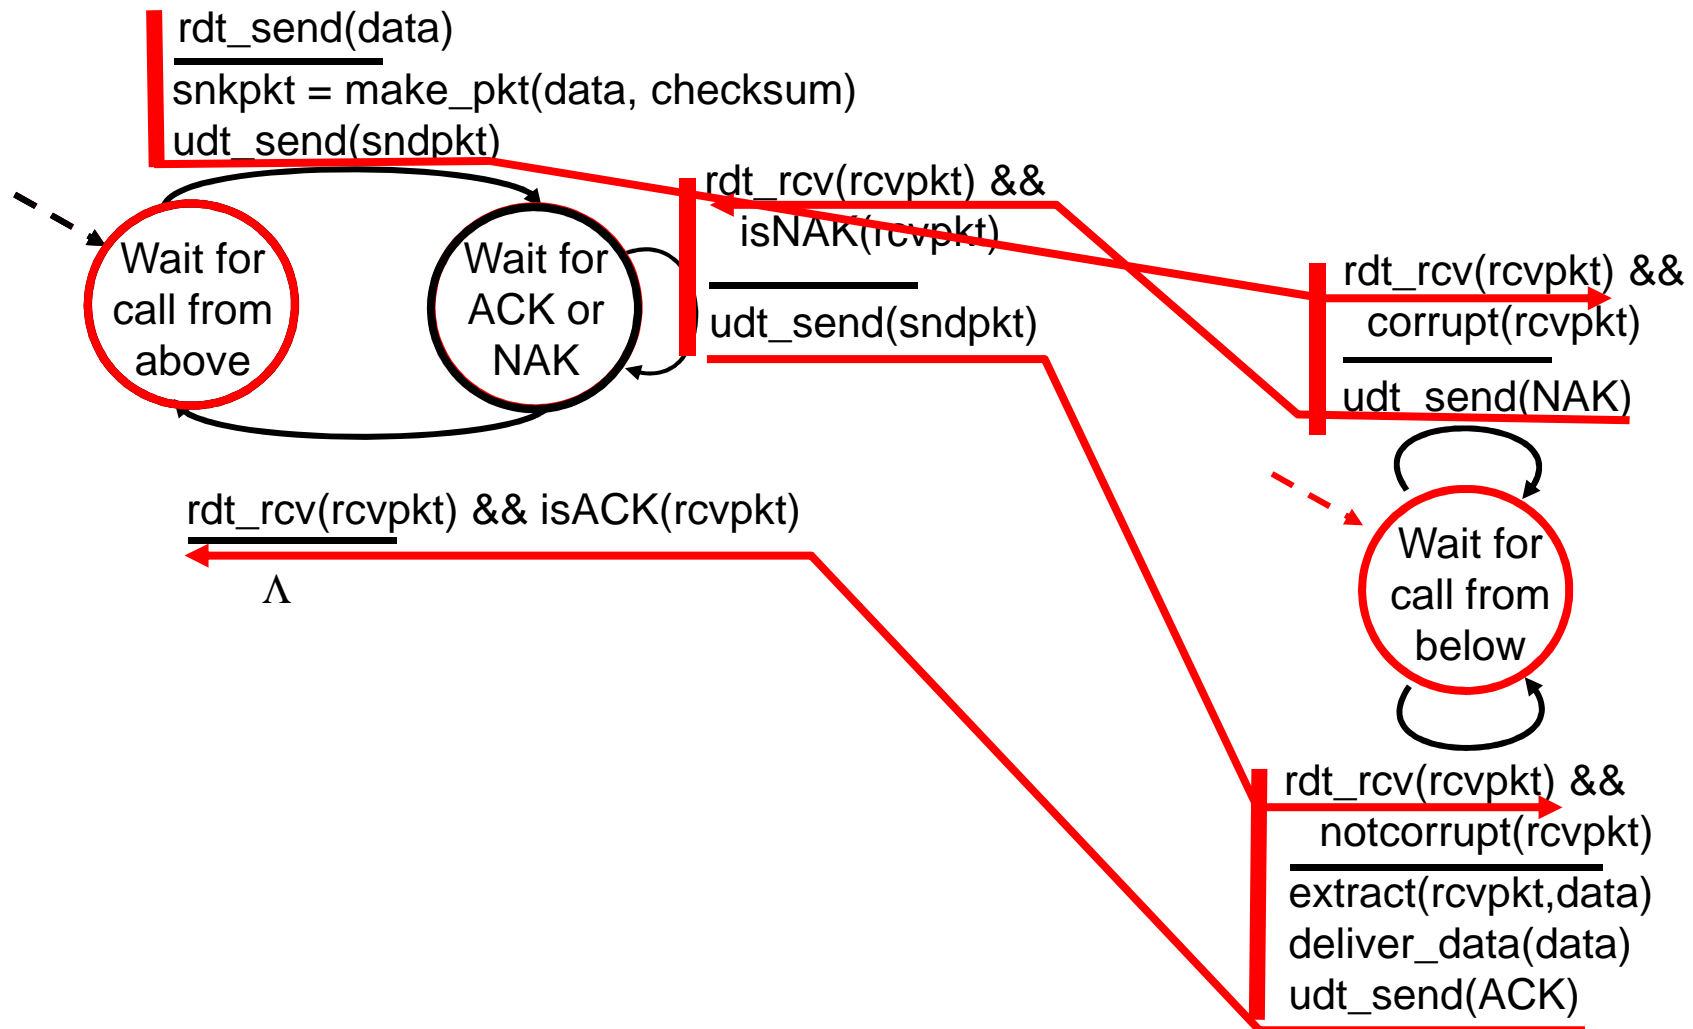 rdt_send(data)
snkpkt = make_pkt(data, checksum)
udt_send(sndpkt)
rdt_rcv(rcvpkt) &&
isNAK(rcvpkt)
udt_send(sndpkt)
Wait for
call from
above
Wait for
ACK or
NAK
rdt_rcv(rcvpkt) &&
corrupt(rcvpkt)
udt_send(NAK)
rdt_rcv(rcvpkt) && isACK(rcvpkt)
Λ
Wait for
call from
below
rdt_rcv(rcvpkt) &&
notcorrupt(rcvpkt)
extract(rcvpkt,data)
deliver_data(data)
udt_send(ACK)